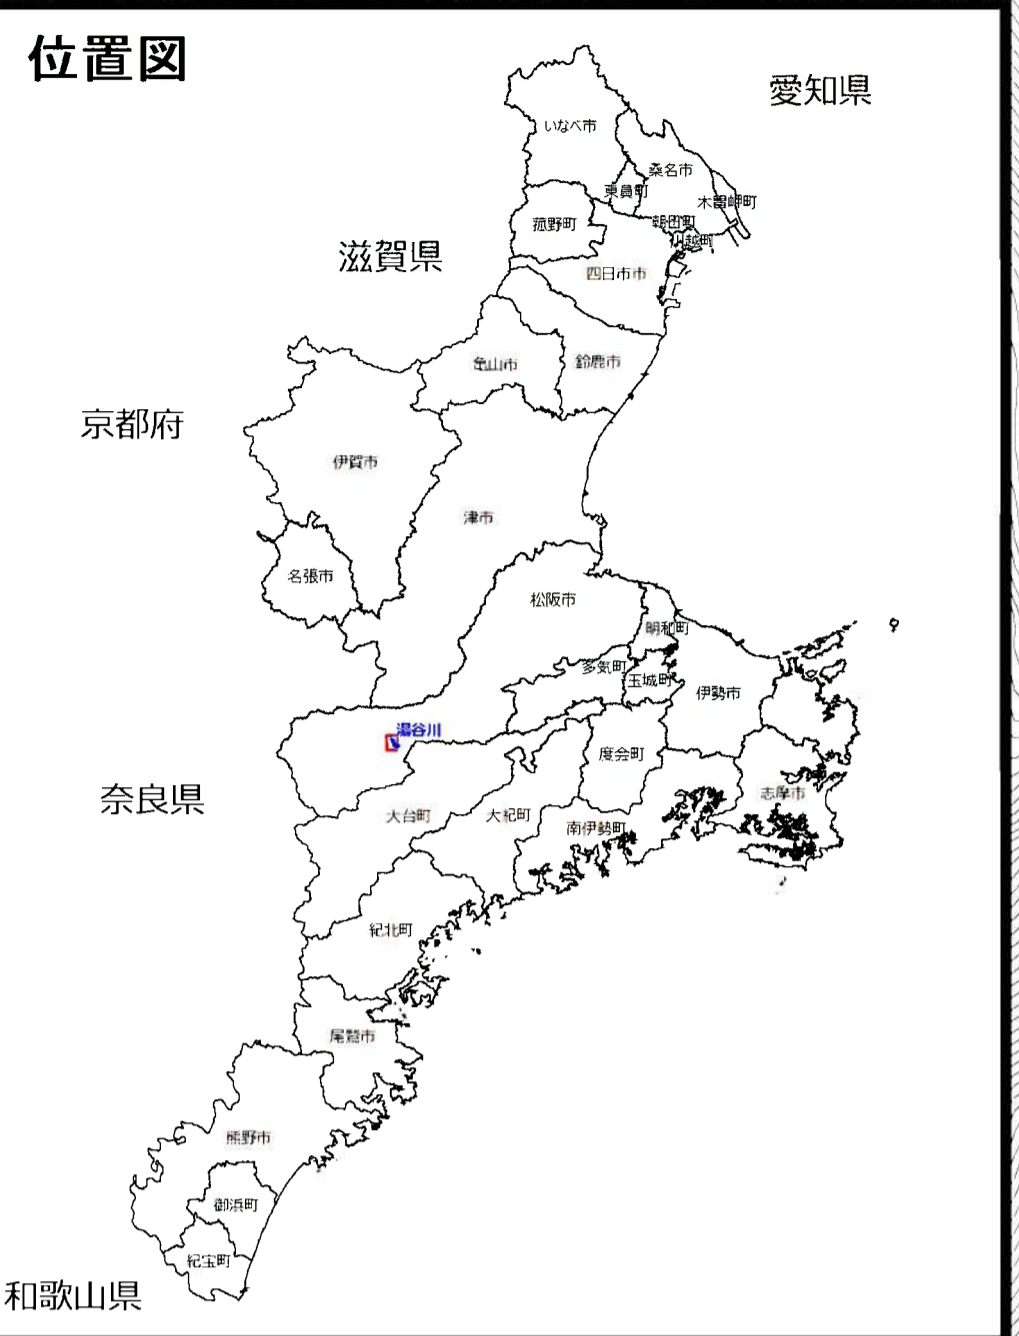 位置図
愛知県
いなべ市
桑名市
東員町
木曽岬町
菰野町
朝日町
川越町
滋賀県
四日市市
亀山市
鈴鹿市
京都府
伊賀市
津市
名張市
松阪市
明和町
多気町
玉城町
伊勢市
湯谷川
度会町
奈良県
志摩市
大台町
大紀町
南伊勢町
紀北町
尾鷲市
熊野市
御浜町
紀宝町
和歌山県